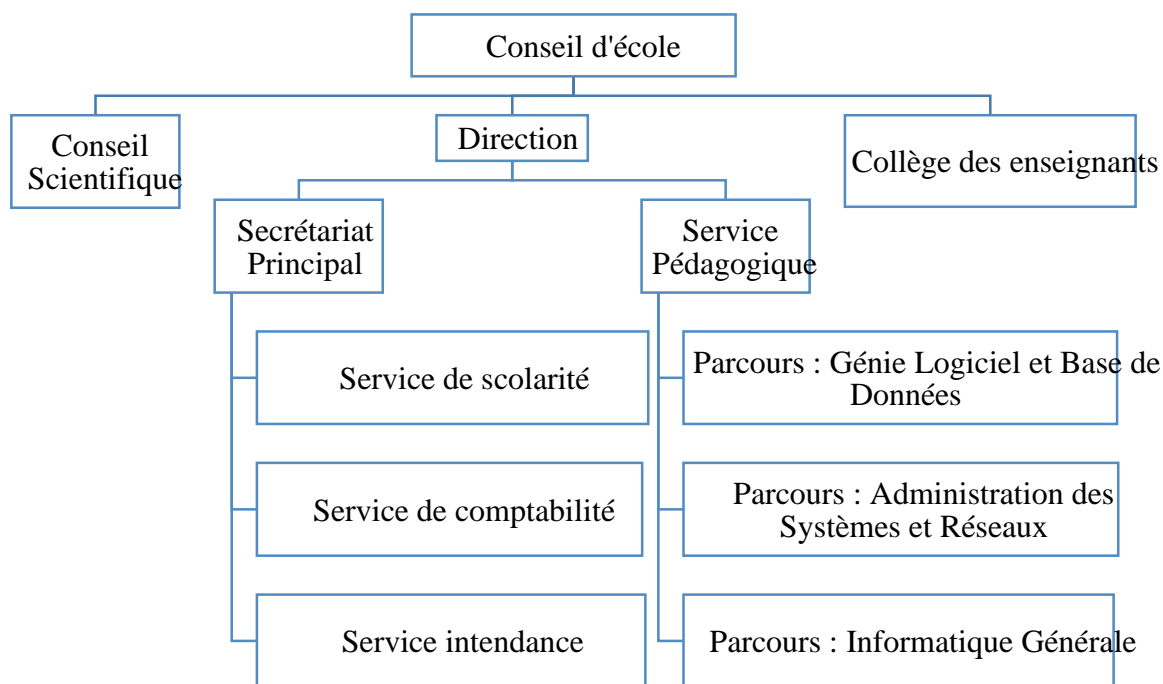 Conseil d'école
Conseil
Scientifique
Direction
Collège des enseignants
Secrétariat
Principal
Service
Pédagogique
Service de scolarité
Parcours : Génie Logiciel et Base de
Données
Service de comptabilité
Parcours : Administration des
Systèmes et Réseaux
Service intendance
Parcours : Informatique Générale